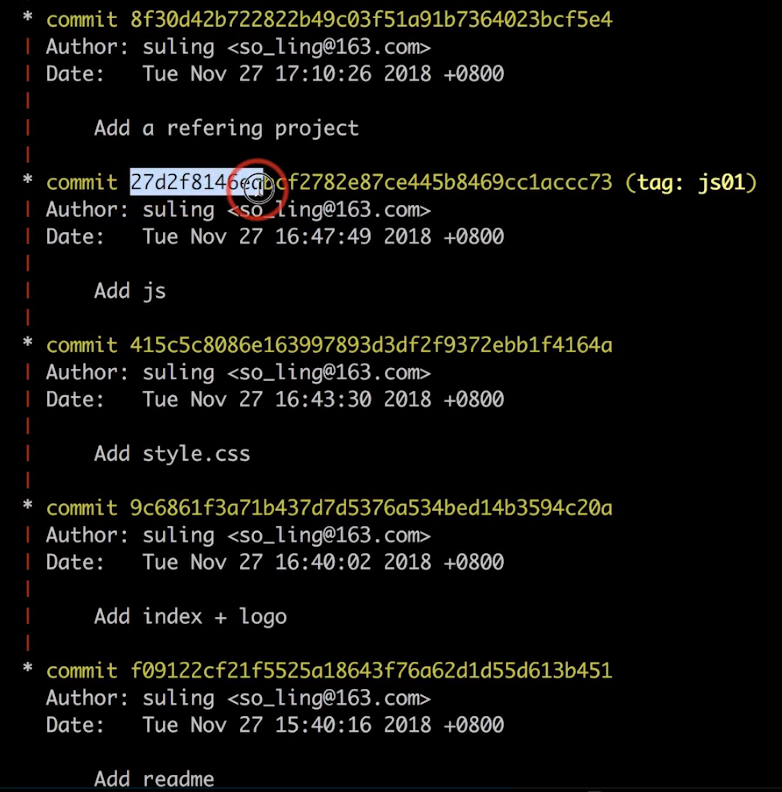 * commit 8f30d42b722822b49c03f51a91b7364023bcf5e4
| Author: suling <so_ling@163.com>
| Date:   Tue Nov 27 17:10:26 2018 +0800
|
|     Add a refering project
|
* commit 27d2f8146eabcf2782e87ce445b8469cc1accc73 (tag: js01)
| Author: suling <so_ling@163.com>
| Date:   Tue Nov 27 16:47:49 2018 +0800
|
|     Add js
|
* commit 415c5c8086e163997893d3df2f9372ebb1f4164a
| Author: suling <so_ling@163.com>
| Date:   Tue Nov 27 16:43:30 2018 +0800
|
|     Add style.css
|
* commit 9c6861f3a71b437d7d5376a534bed14b3594c20a
| Author: suling <so_ling@163.com>
| Date:   Tue Nov 27 16:40:02 2018 +0800
|
|     Add index + logo
|
* commit f09122cf21f5525a18643f76a62d1d55d613b451
  Author: suling <so_ling@163.com>
  Date:   Tue Nov 27 15:40:16 2018 +0800

      Add readme